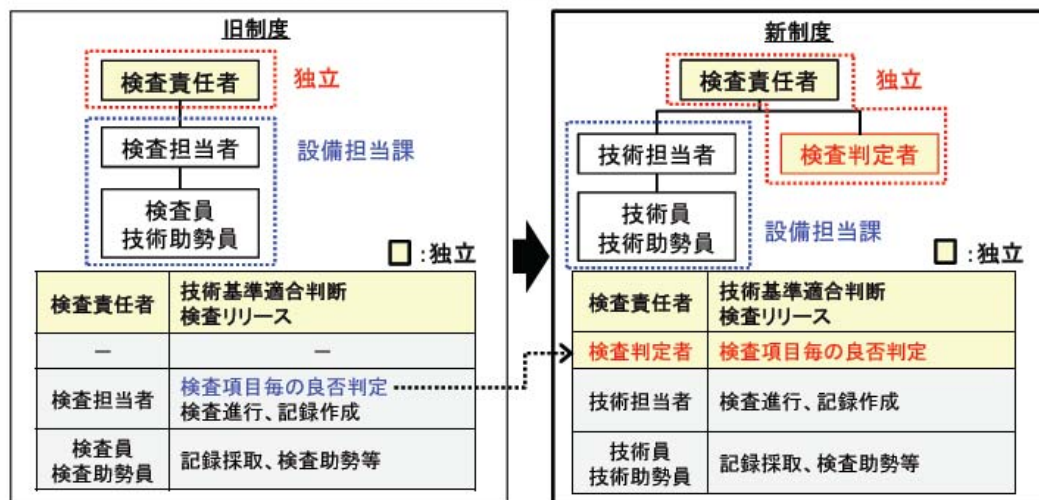 旧制度
検査責任者
独立
検査担当者
設備担当課
検査員
技術助勢員
:独立
検査責任者
技術基準適合判断
検査リリース
－
－
検査担当者
検査項目毎の良否判定
検査進行、記録作成
検査員
検査助勢員
記録採取、検査助勢等
新制度
検査責任者
独立
技術担当者
検査判定者
技術員
技術助勢員
設備担当課
:独立
検査責任者
技術基準適合判断
検査リリース
検査判定者
検査項目毎の良否判定
技術担当者
検査進行、記録作成
技術員
技術助勢員
記録採取、検査助勢等